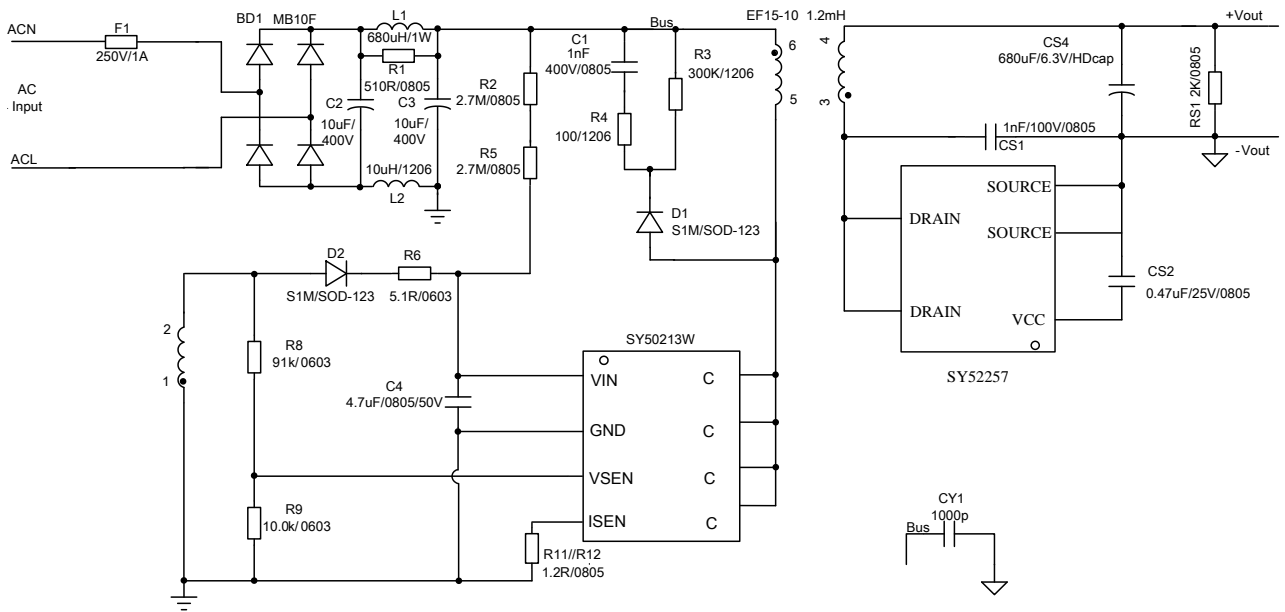 ACN
F1
250V/1A
AC
Input
ACL
BD1
MB10F
L1
680uH/1W
R1
510R/0805
C2
10uF/
400V
C3
10uF/
400V
10uH/1206
L2
R2
2.7M/0805
R5
2.7M/0805
Bus
C1
1nF
400V/0805
R3
300K/1206
R4
100/1206
D1
S1M/SOD-123
EF15-10 1.2mH
6
5
4
3
+Vout
CS4
680uF/6.3V/HDcap
RS1 2K/0805
1nF/100V/0805
CS1
-Vout
SOURCE
DRAIN
SOURCE
DRAIN
VCC
CS2
0.47uF/25V/0805
SY52257
D2
S1M/SOD-123
R6
5.1R/0603
2
1
R8
91k/0603
C4
4.7uF/0805/50V
R9
10.0k/0603
SY50213W
VIN
C
GND
C
VSEN
C
ISEN
C
R11//R12
1.2R/0805
CY1
1000p
Bus